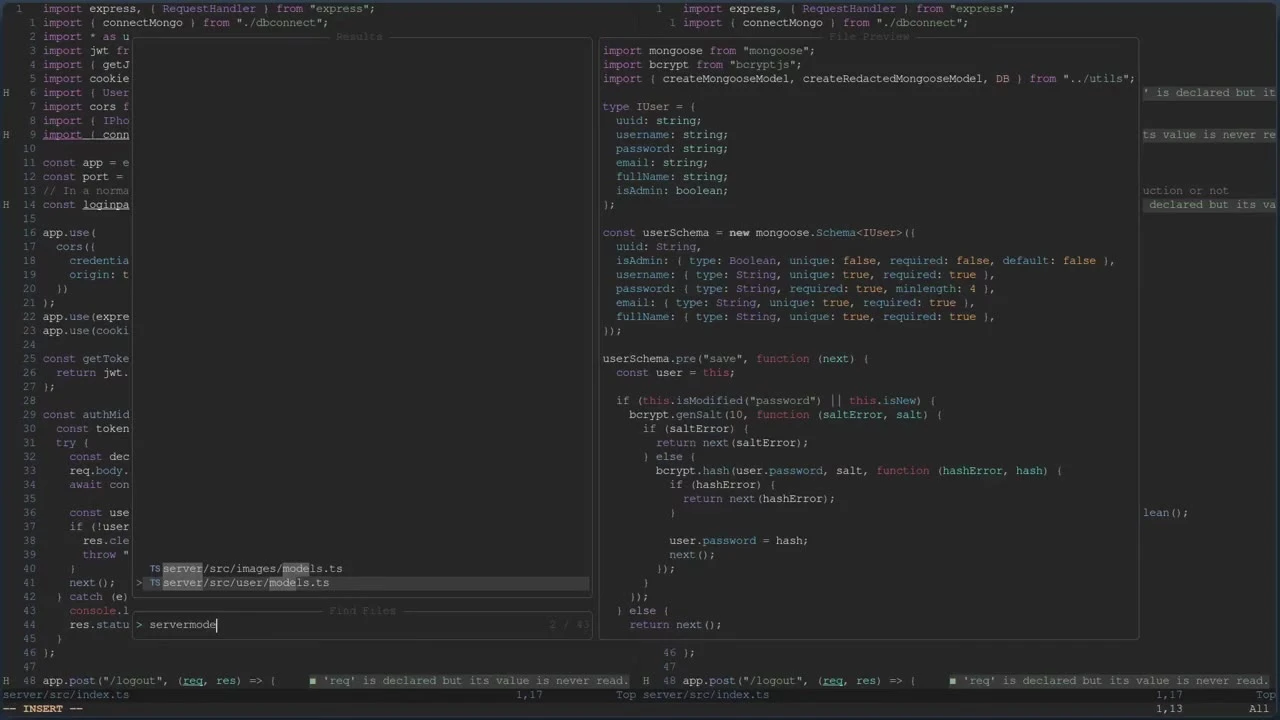 1 import express, { RequestHandler } from "express";
1 import { connectMongo } from "./dbconnect";
2 import * as u
3 import jwt fr
4 import { getJ
5 import cookie
H 6 import { User
7 import cors f
8 import { IPho
H 9 import { conn
10
11 const app = e
12 const port =
13 // In a norma
H 14 const loginpa
15
16 app.use(
17 cors({
18 credentia
19 origin: t
20 })
21 );
22 app.use(expre
23 app.use(cooki
24
25 const getToke
26 return jwt.
27 };
28
29 const authMid
30 const token
31 try {
32 const dec
33 req.body.
34 await con
35
36 const use
37 if (!user
38 res.cle
39 throw "
40 }
41 next();
42 } catch (e)
43 console.l
44 res.statu
45 }
46 };
47
H 48 app.post("/logout", (req, res) => { ■ 'req' is declared but its value is never read.
server/src/index.ts 1,17 Top
Results
TS server/src/images/models.ts
> TS server/src/user/models.ts
Find Files
> servermode 2 / 43
1 import express, { RequestHandler } from "express";
1 import { connectMongo } from "./dbconnect";
File Preview
import mongoose from "mongoose";
import bcrypt from "bcryptjs";
import { createMongooseModel, createRedactedMongooseModel, DB } from "../utils";
type IUser = {
uuid: string;
username: string;
password: string;
email: string;
fullName: string;
isAdmin: boolean;
};
const userSchema = new mongoose.Schema<IUser>({
uuid: String,
isAdmin: { type: Boolean, unique: false, required: false, default: false },
username: { type: String, unique: true, required: true },
password: { type: String, required: true, minlength: 4 },
email: { type: String, unique: true, required: true },
fullName: { type: String, unique: true, required: true },
});
userSchema.pre("save", function (next) {
const user = this;
if (this.isModified("password") || this.isNew) {
bcrypt.genSalt(10, function (saltError, salt) {
if (saltError) {
return next(saltError);
} else {
bcrypt.hash(user.password, salt, function (hashError, hash) {
if (hashError) {
return next(hashError);
}
user.password = hash;
next();
});
}
});
} else {
return next();
' is declared but it
ts value is never re
uction or not
declared but its va
lean();
46 };
47
H 48 app.post("/logout", (req, res) => { ■ 'req' is declared but its value is never read.
server/src/index.ts 1,17 Top
-- INSERT -- 1,13 All